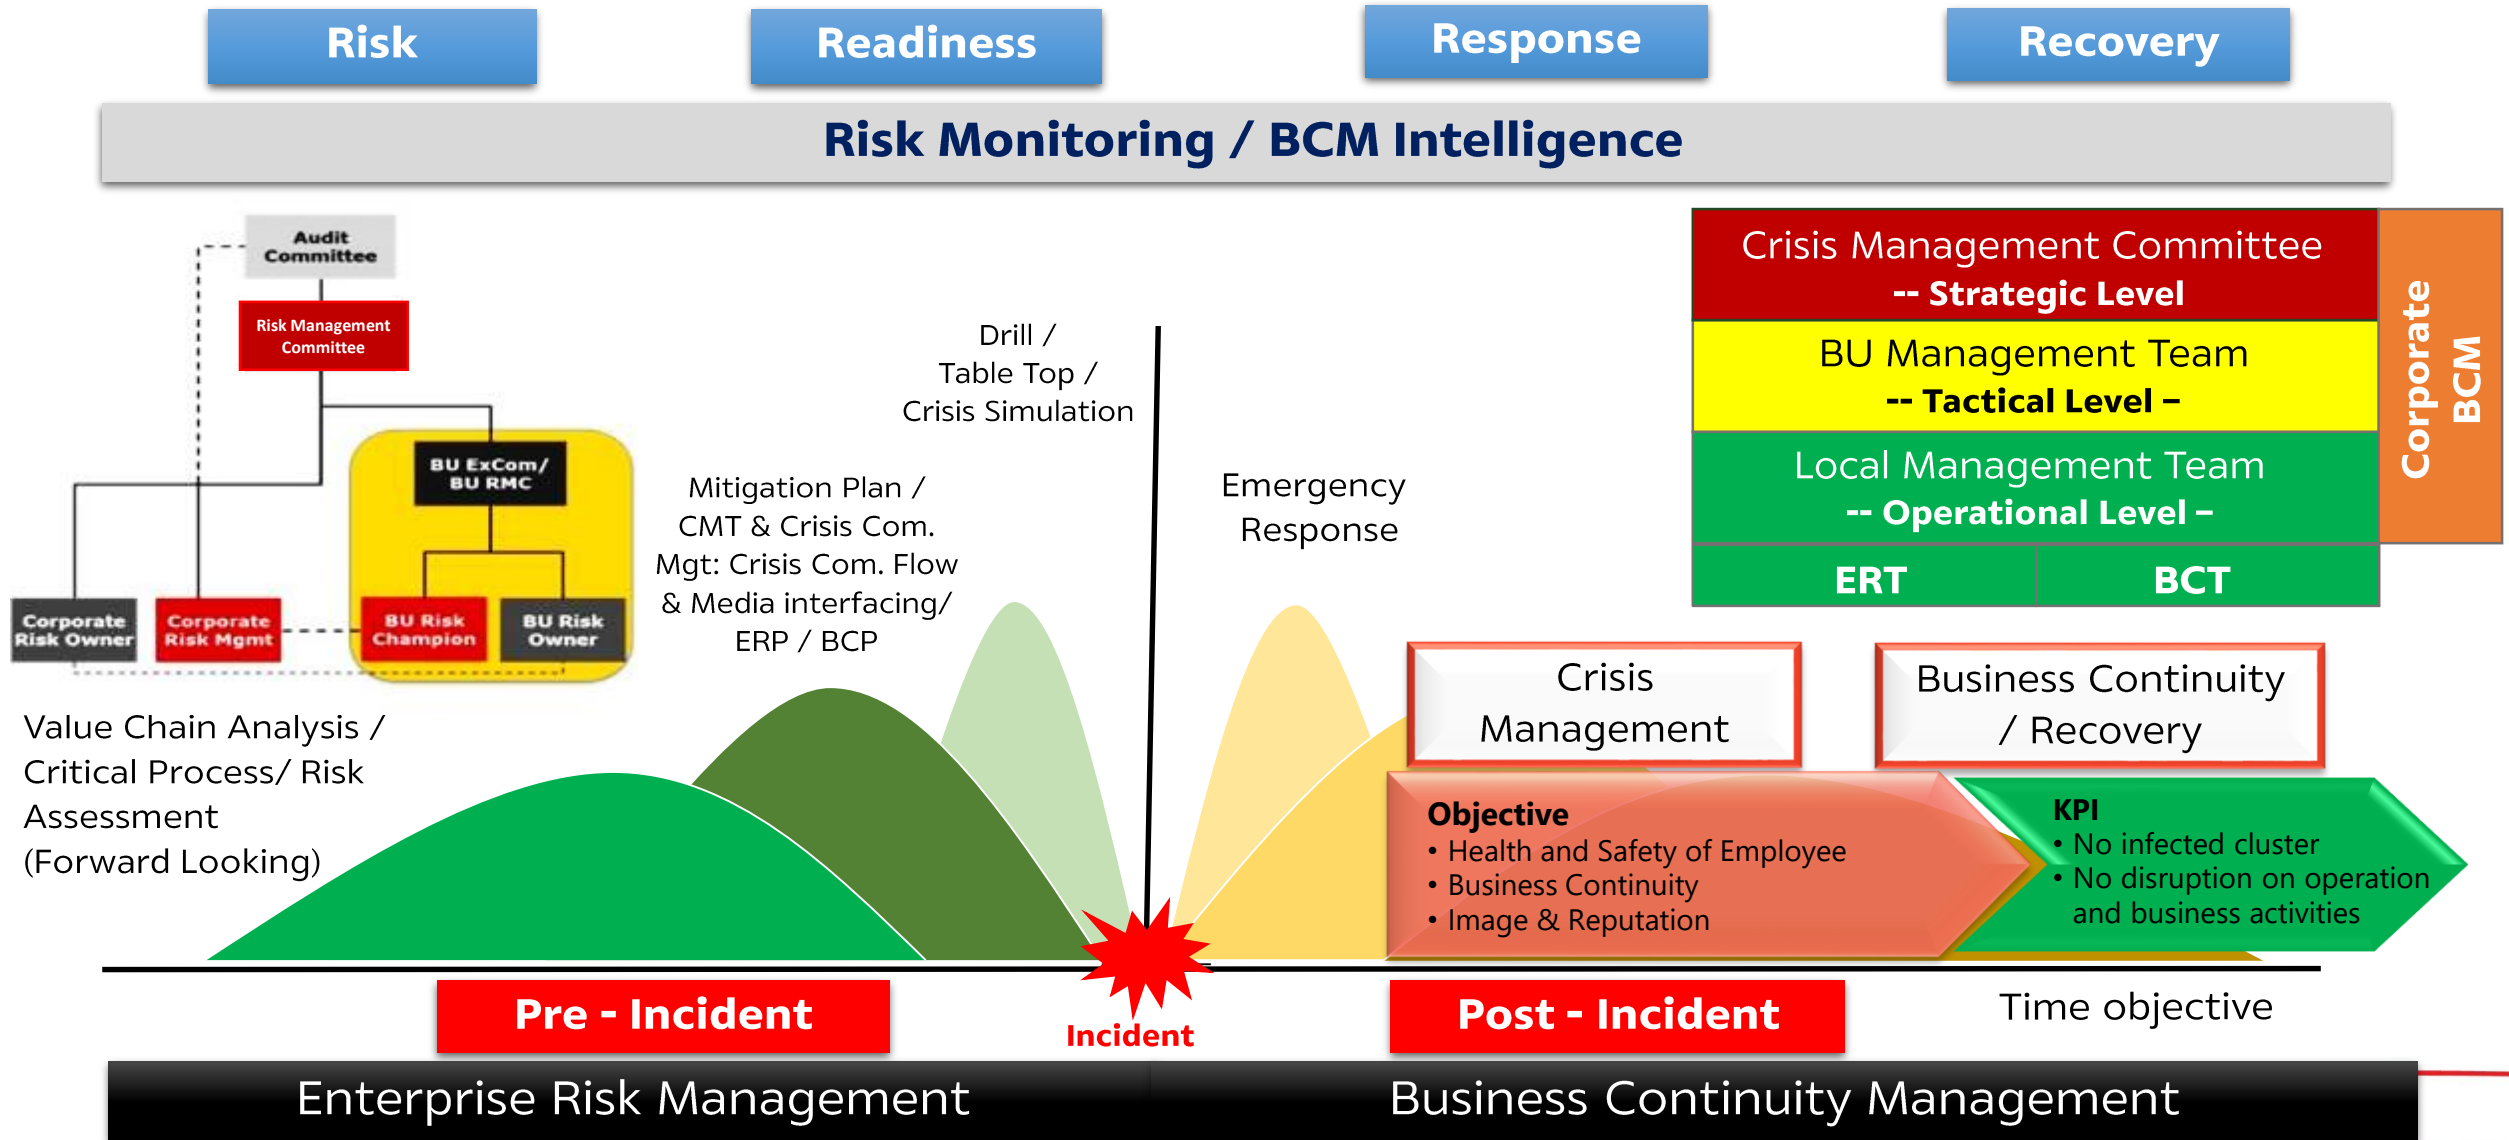 Risk
Readiness
Response
Recovery
Risk Monitoring / BCM Intelligence
Audit
Committee
Risk Management
Committee
BU ExCom/
BU RMC
Corporate
Risk Owner
Corporate
Risk Mgmt
BU Risk
Champion
BU Risk
Owner
Value Chain Analysis /
Critical Process/ Risk
Assessment
(Forward Looking)
Mitigation Plan /
CMT & Crisis Com.
Mgt: Crisis Com. Flow
& Media interfacing/
ERP / BCP
Drill /
Table Top /
Crisis Simulation
Emergency
Response
Crisis Management Committee
-- Strategic Level
BU Management Team
-- Tactical Level –
Local Management Team
-- Operational Level –
ERT
BCT
Corporate
BCM
Crisis
Management
Business Continuity
/ Recovery
Objective
• Health and Safety of Employee
• Business Continuity
• Image & Reputation
KPI
• No infected cluster
• No disruption on operation
and business activities
Pre - Incident
Incident
Post - Incident
Time objective
Enterprise Risk Management
Business Continuity Management